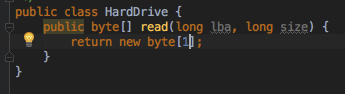 public class HardDrive {
    public byte[] read(long lba, long size) {
        return new byte[1];
    }
}